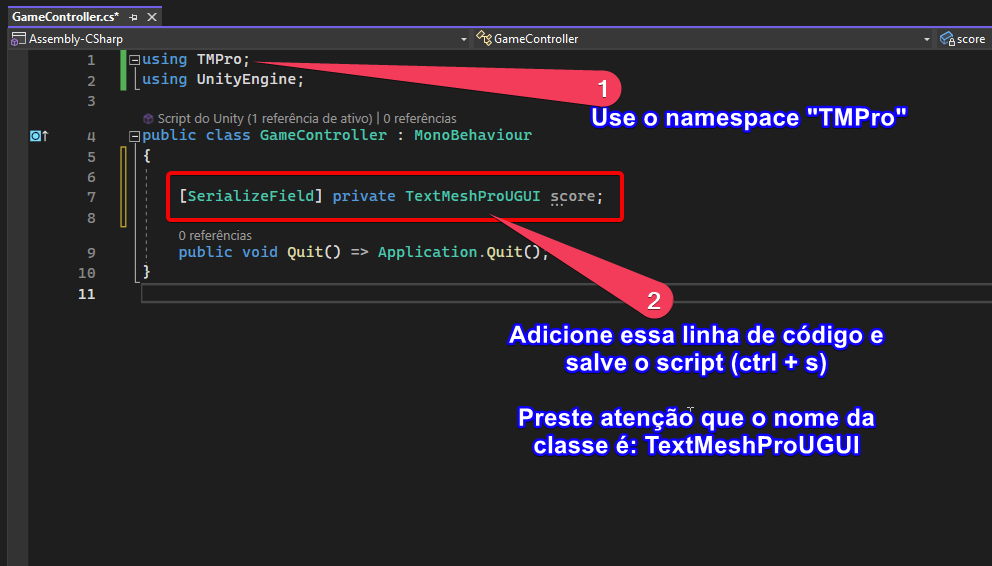 GameController.cs*
Assembly-CSharp
GameController
score
1 using TMPro;
2 using UnityEngine;
3
Script do Unity (1 referência de ativo) | 0 referências
4 public class GameController : MonoBehaviour
5 {
6
7 [SerializeField] private TextMeshProUGUI score;
8
0 referências
9 public void Quit() => Application.Quit();
10 }
11
1
Use o namespace "TMPro"
2
Adicione essa linha de código e
salve o script (ctrl + s)
Preste atenção que o nome da
classe é: TextMeshProUGUI